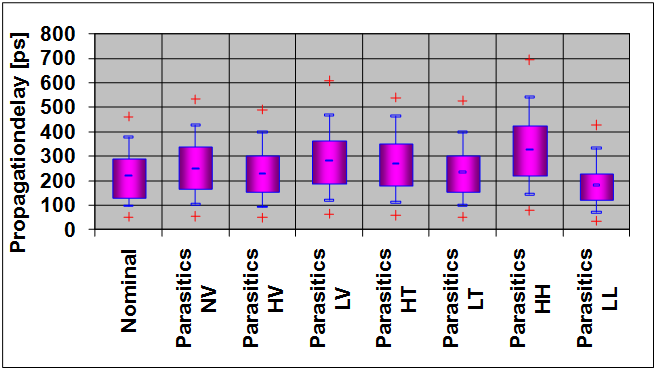 Propagationdelay [ps]
800
700
600
500
400
300
200
100
0
Nominal
Parasitics
NV
Parasitics
HV
Parasitics
LV
Parasitics
HT
Parasitics
LT
Parasitics
HH
Parasitics
LL